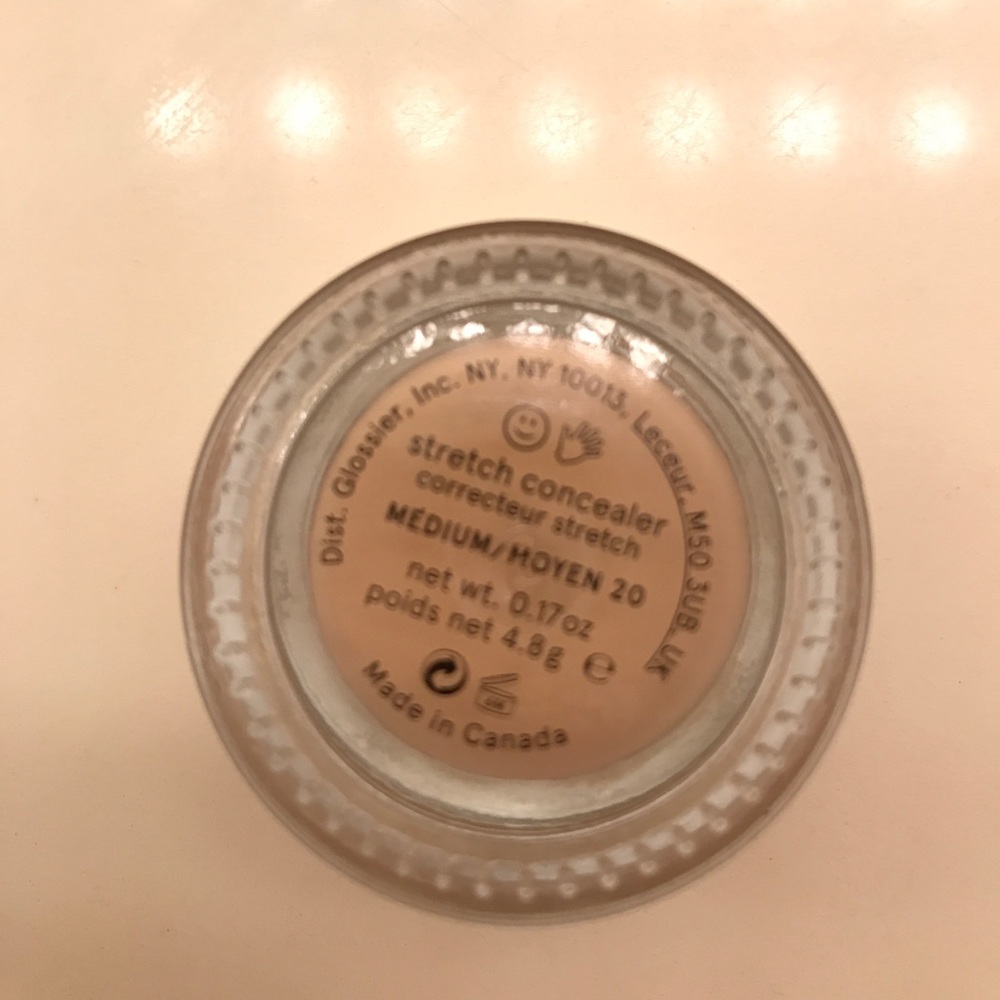 Dist. Glossier, Inc. NY, NY 10013, Leceur, M50 3UB UK
stretch concealer
correcteur stretch
MEDIUM/MOYEN 20
net wt. 0.17oz
poids net 4.8g e
Made in Canada